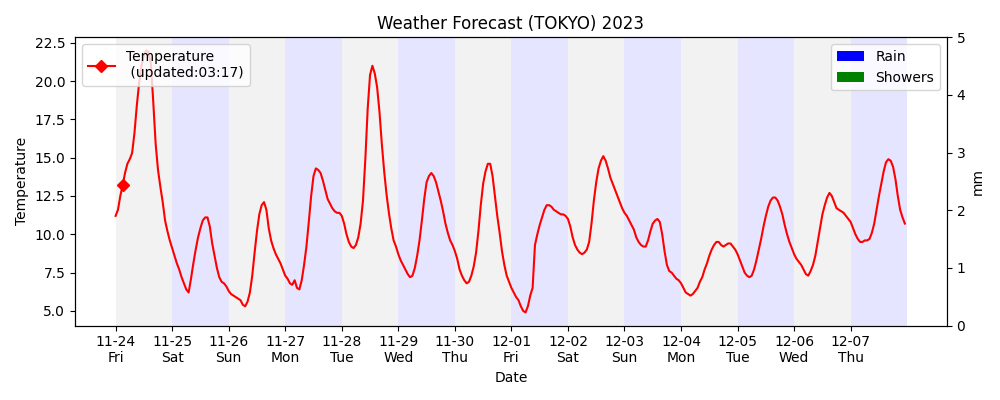 Weather Forecast (TOKYO) 2023
Temperature
(updated:03:17)
Rain
Showers
Temperature
22.5
20.0
17.5
15.0
12.5
10.0
7.5
5.0
5
4
3
2
1
0
mm
11-24 11-25 11-26 11-27 11-28 11-29 11-30 12-01 12-02 12-03 12-04 12-05 12-06 12-07
Fri Sat Sun Mon Tue Wed Thu Fri Sat Sun Mon Tue Wed Thu
Date